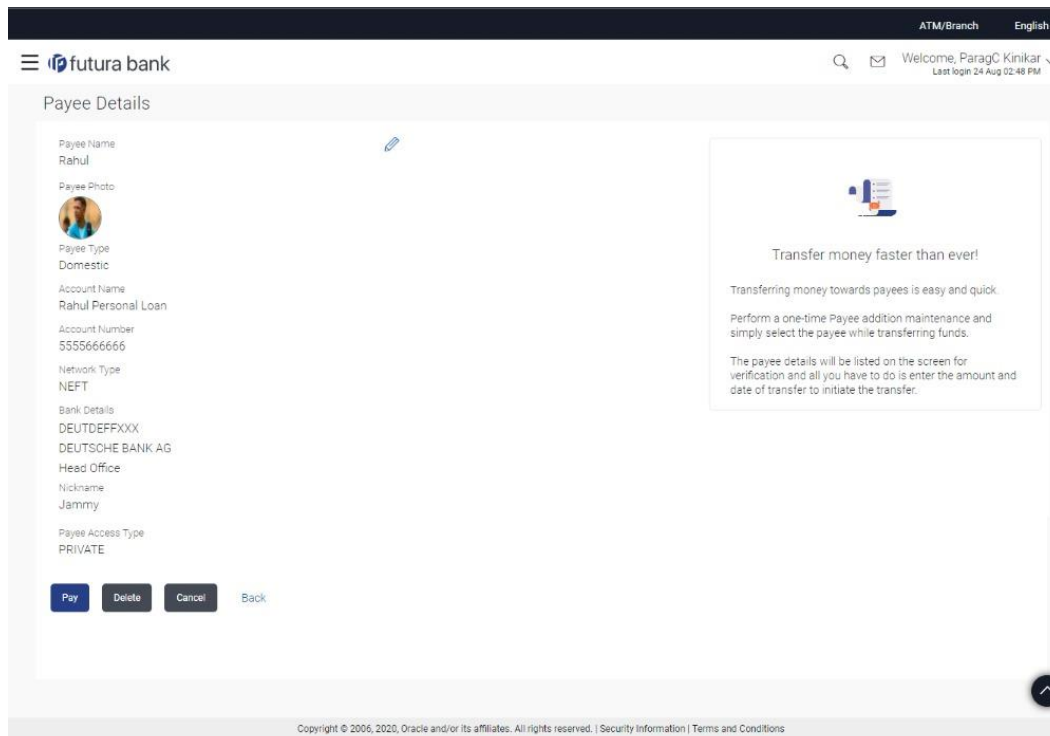 ATM/Branch English
futura bank
Welcome, ParagC Kinikar
Last login 24 Aug 02:48 PM
Payee Details
Payee Name
Rahul
Payee Photo
Payee Type
Domestic
Account Name
Rahul Personal Loan
Account Number
5555666666
Network Type
NEFT
Bank Details
DEUTDEFFXXX
DEUTSCHE BANK AG
Head Office
Nickname
Jammy
Payee Access Type
PRIVATE
Pay Delete Cancel Back
Transfer money faster than ever!
Transferring money towards payees is easy and quick.
Perform a one-time Payee addition maintenance and
simply select the payee while transferring funds.
The payee details will be listed on the screen for
verification and all you have to do is enter the amount and
date of transfer to initiate the transfer.
Copyright © 2006, 2020, Oracle and/or its affiliates. All rights reserved. | Security Information | Terms and Conditions